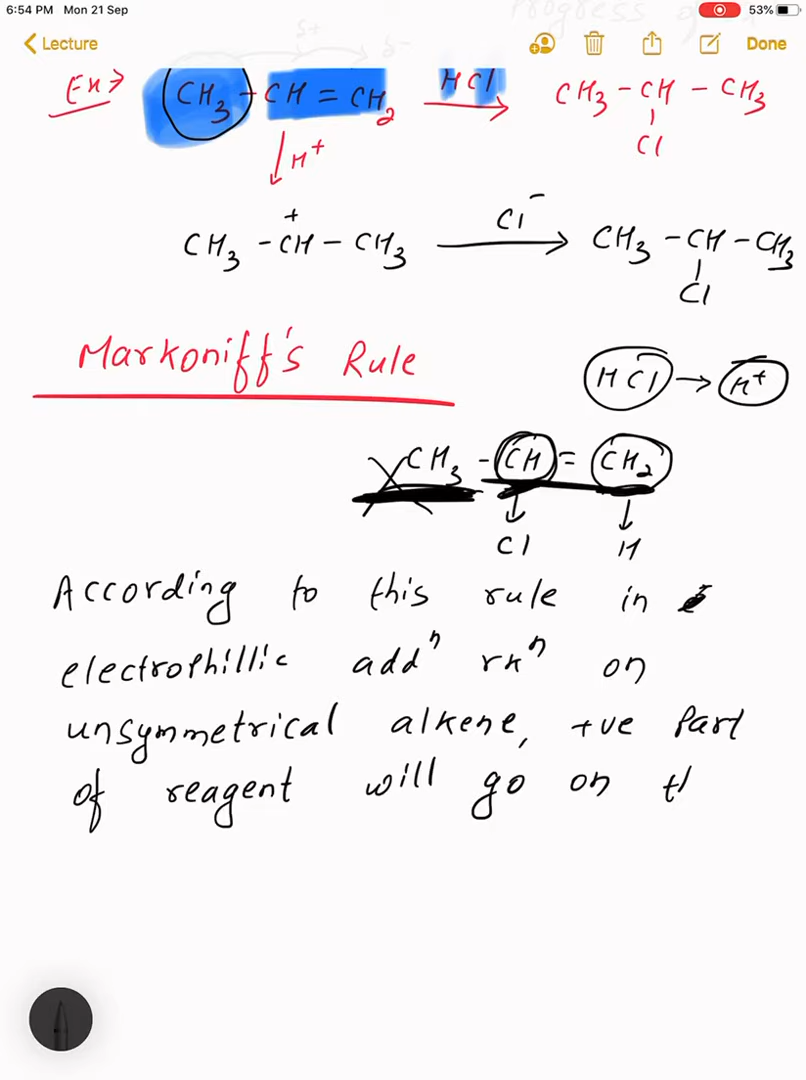 6:54 PM Mon 21 Sep
53%
Lecture
Done
Ex→ CH₃ - CH = CH₂ HCl → CH₃ - CH - CH₃
Cl
↓ H⁺
CH₃ - CH⁺ - CH₃ Cl⁻ → CH₃ - CH - CH₃
Cl
Markoniff's Rule
HCl → H⁺
CH₃ - CH = CH₂
↓ ↓
Cl H
According to this rule in
electrophillic addⁿ rxⁿ on
unsymmetrical alkene, +ve Part
of reagent will go on th